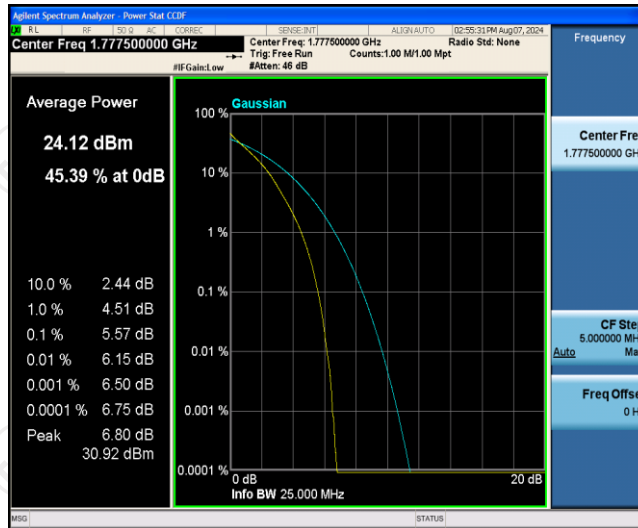 Agilent Spectrum Analyzer - Power Stat CCDF
LXI RL RF 50 Ω AC CORREC SENSE:INT ALIGN AUTO 02:55:31 PM Aug 07, 2024
Center Freq 1.777500000 GHz
Center Freq: 1.777500000 GHz Radio Std: None
Trig: Free Run Counts:1.00 M/1.00 Mpt
#IFGain:Low #Atten: 46 dB
Frequency
Average Power
24.12 dBm
45.39 % at 0dB
10.0 % 2.44 dB
1.0 % 4.51 dB
0.1 % 5.57 dB
0.01 % 6.15 dB
0.001 % 6.50 dB
0.0001 % 6.75 dB
Peak 6.80 dB
30.92 dBm
Gaussian
100 %
10 %
1 %
0.1 %
0.01 %
0.001 %
0.0001 %
0 dB 20 dB
Info BW 25.000 MHz
Center Fre
1.777500000 GH
CF Ste
5.000000 MH
Auto Ma
Freq Offse
0 H
MSG STATUS